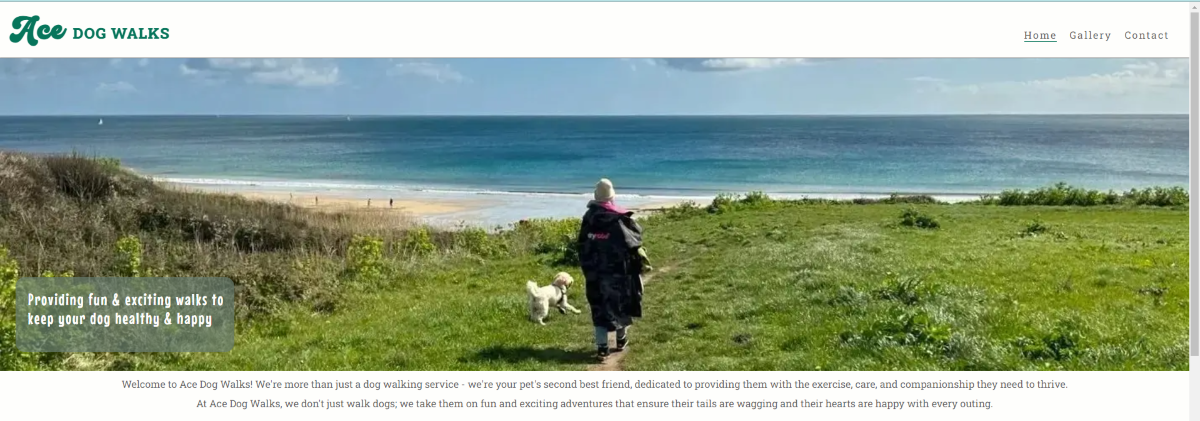 Ace DOG WALKS
Home Gallery Contact
Providing fun & exciting walks to
keep your dog healthy & happy
Welcome to Ace Dog Walks! We're more than just a dog walking service - we're your pet's second best friend, dedicated to providing them with the exercise, care, and companionship they need to thrive.
At Ace Dog Walks, we don't just walk dogs; we take them on fun and exciting adventures that ensure their tails are wagging and their hearts are happy with every outing.